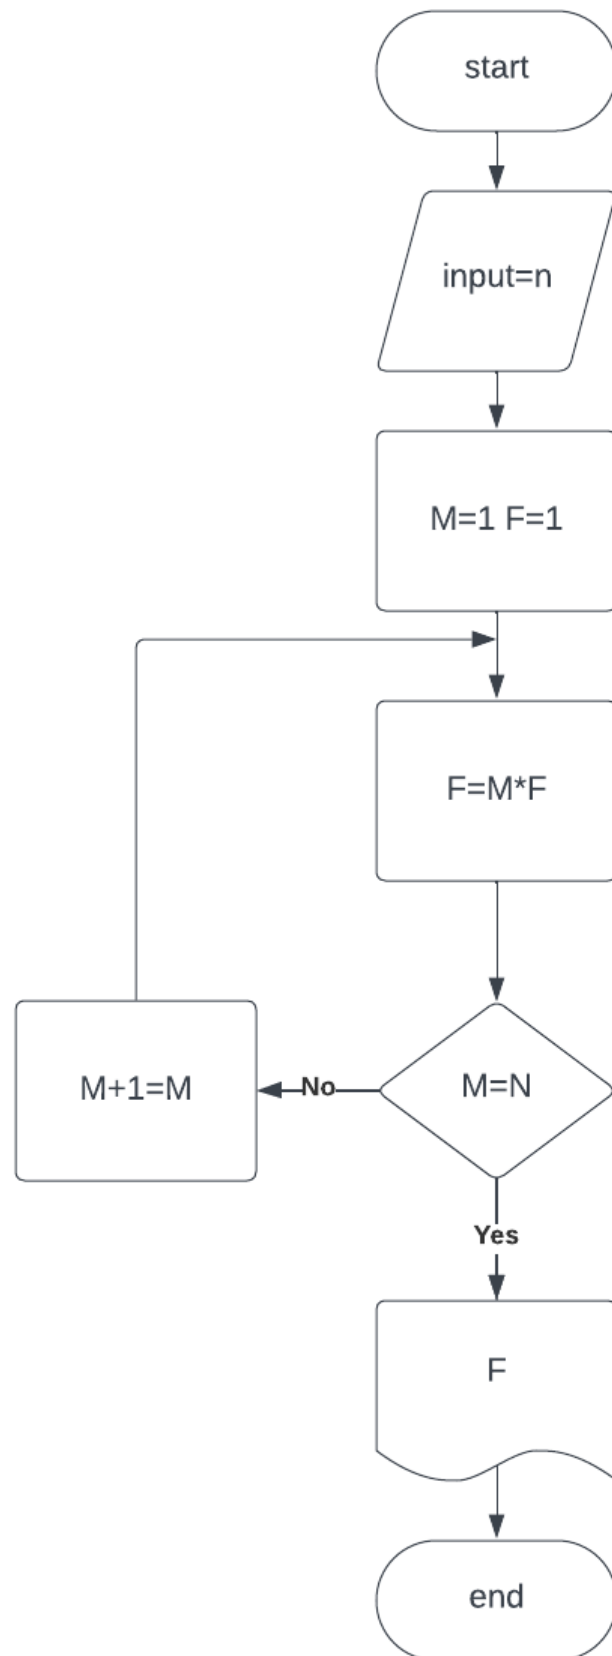 start
input=n
M=1 F=1
F=M*F
M+1=M
No
M=N
Yes
F
end